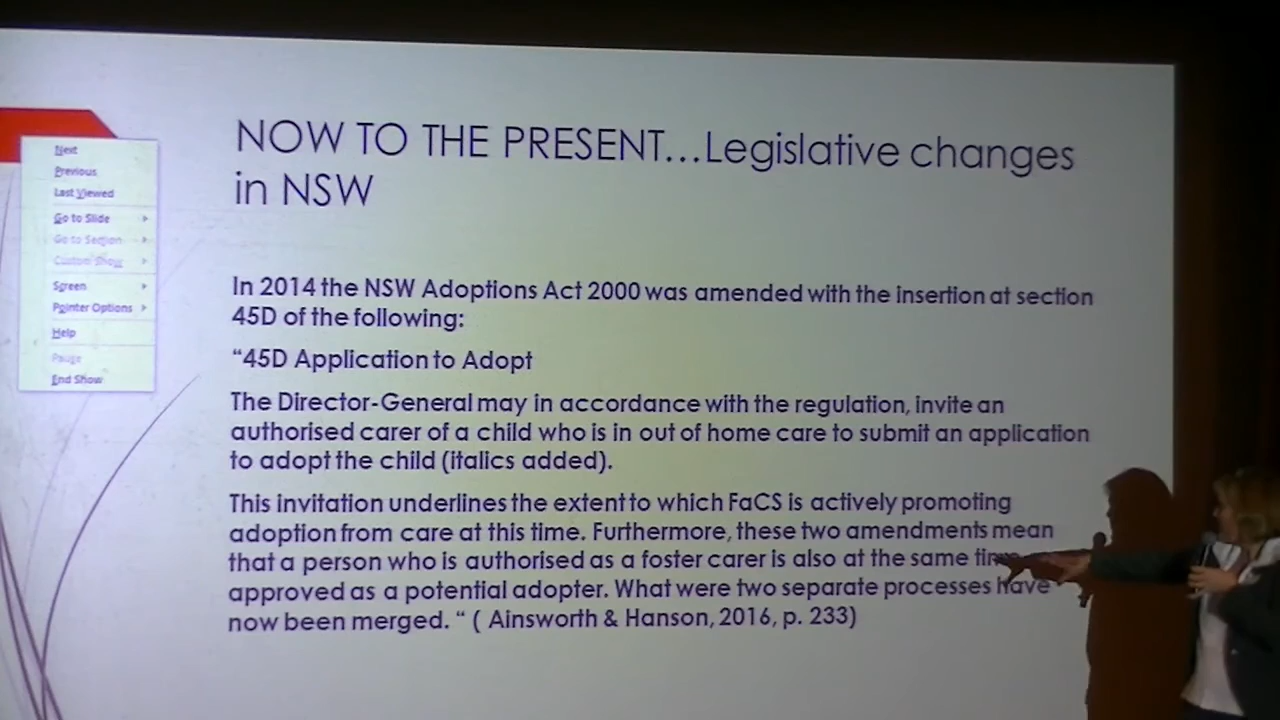 NOW TO THE PRESENT...Legislative changes
in NSW
Next
Previous
Last Viewed
Go to Slide
Go to Section
Custom Show
Screen
Pointer Options
Help
Pause
End Show
In 2014 the NSW Adoptions Act 2000 was amended with the insertion at section
45D of the following:
“45D Application to Adopt
The Director-General may in accordance with the regulation, invite an
authorised carer of a child who is in out of home care to submit an application
to adopt the child (italics added).
This invitation underlines the extent to which FaCS is actively promoting
adoption from care at this time. Furthermore, these two amendments mean
that a person who is authorised as a foster carer is also at the same time
approved as a potential adopter. What were two separate processes have
now been merged. “ ( Ainsworth & Hanson, 2016, p. 233)